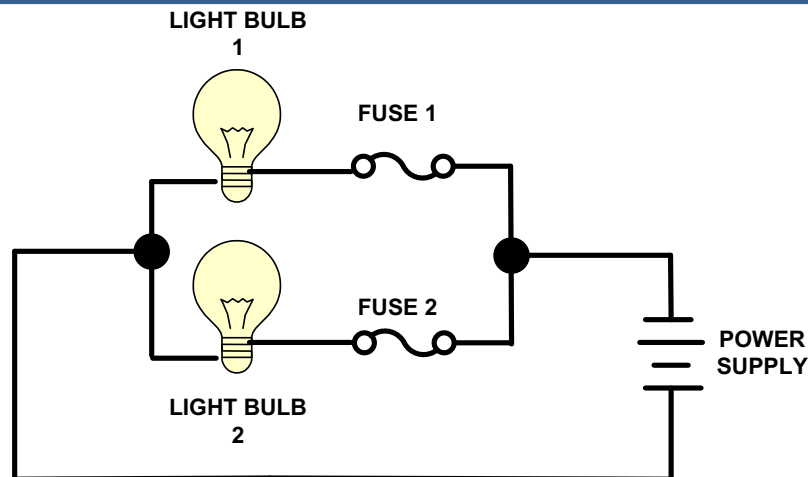 LIGHT BULB
1
FUSE 1
FUSE 2
POWER
SUPPLY
LIGHT BULB
2